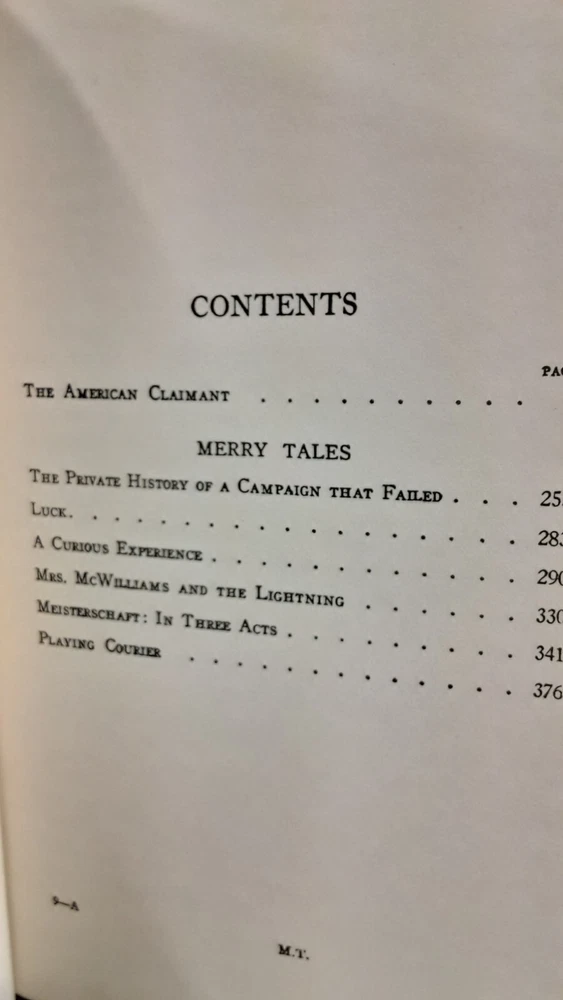 CONTENTS
PA
THE AMERICAN CLAIMANT . . . . . . . . . .
MERRY TALES
THE PRIVATE HISTORY OF A CAMPAIGN THAT FAILED . . . 25
LUCK. . . . . . . . . . . . . . . . 283
A CURIOUS EXPERIENCE . . . . . . . . . . . 290
MRS. MCWILLIAMS AND THE LIGHTNING . . . . . . 330
MEISTERSCHAFT: IN THREE ACTS . . . . . . . . . 341
PLAYING COURIER . . . . . . . . . . . . 376
9—A
M.T.